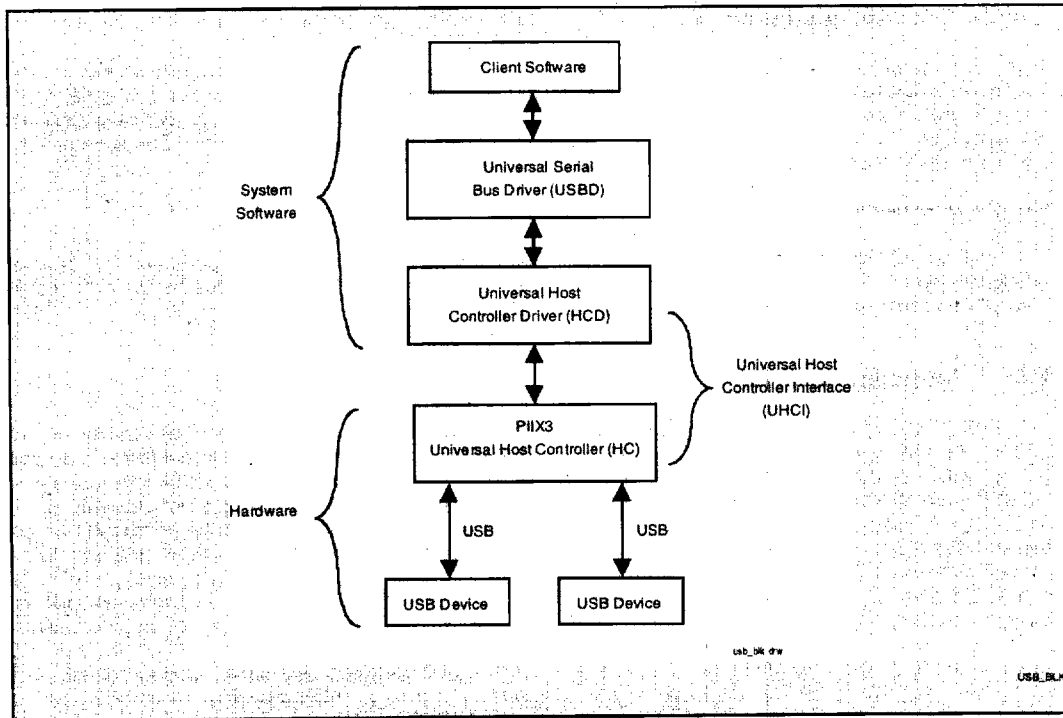 Client Software
Universal Serial
Bus Driver (USBD)
System
Software
Universal Host
Controller Driver (HCD)
Universal Host
Controller Interface
(UHCI)
PIIX3
Universal Host Controller (HC)
Hardware
USB
USB
USB Device
USB Device
usb_blk drw
USB_BLK